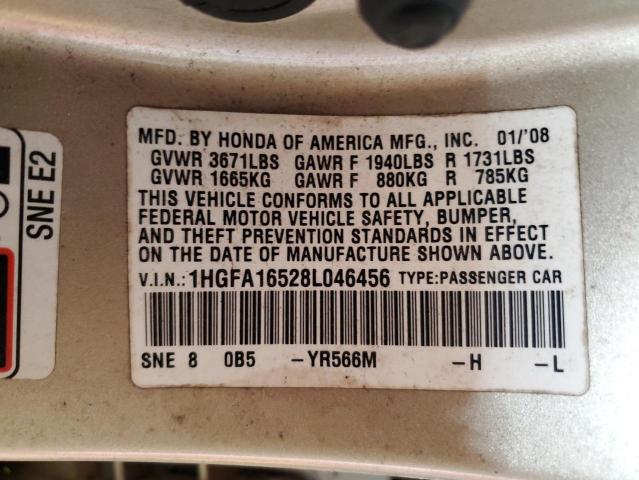 MFD. BY HONDA OF AMERICA MFG., INC. 01/'08
GVWR 3671LBS GAWR F 1940LBS R 1731LBS
GVWR 1665KG GAWR F 880KG R 785KG
THIS VEHICLE CONFORMS TO ALL APPLICABLE
FEDERAL MOTOR VEHICLE SAFETY, BUMPER,
AND THEFT PREVENTION STANDARDS IN EFFECT
ON THE DATE OF MANUFACTURE SHOWN ABOVE.
V.I.N.: 1HGFA16528L046456 TYPE:PASSENGER CAR
SNE 8 0B5 -YR566M -H -L
SNE E2